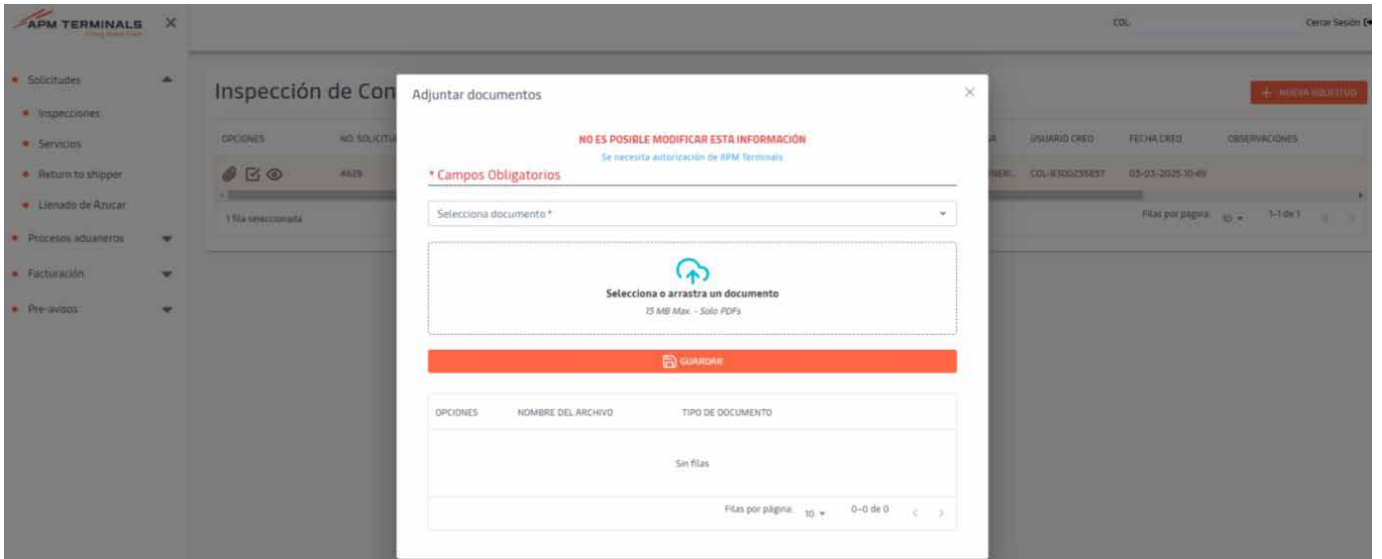 APM TERMINALS
COL-
Cerrar Sesión
Solicitudes
Inspecciones
Servicios
Return to shipper
Llenado de Azucar
Procesos aduaneros
Facturación
Pre-avisos
Inspección de Con
NUEVA SOLICITUD
OPCIONES
NO. SOLICITU
USUARIO CREO
FECHA CREO
OBSERVACIONES
4629
COL-8300235857
03-03-2025 10:49
1 fila seleccionada
Filas por página: 10
1-1 de 1
Adjuntar documentos
NO ES POSIBLE MODIFICAR ESTA INFORMACIÓN
Se necesita autorización de APM Terminals
* Campos Obligatorios
Selecciona documento *
Selecciona o arrastra un documento
15 MB Max. - Solo PDFs
GUARDAR
OPCIONES NOMBRE DEL ARCHIVO TIPO DE DOCUMENTO
Sin filas
Filas por página: 10 0-0 de 0